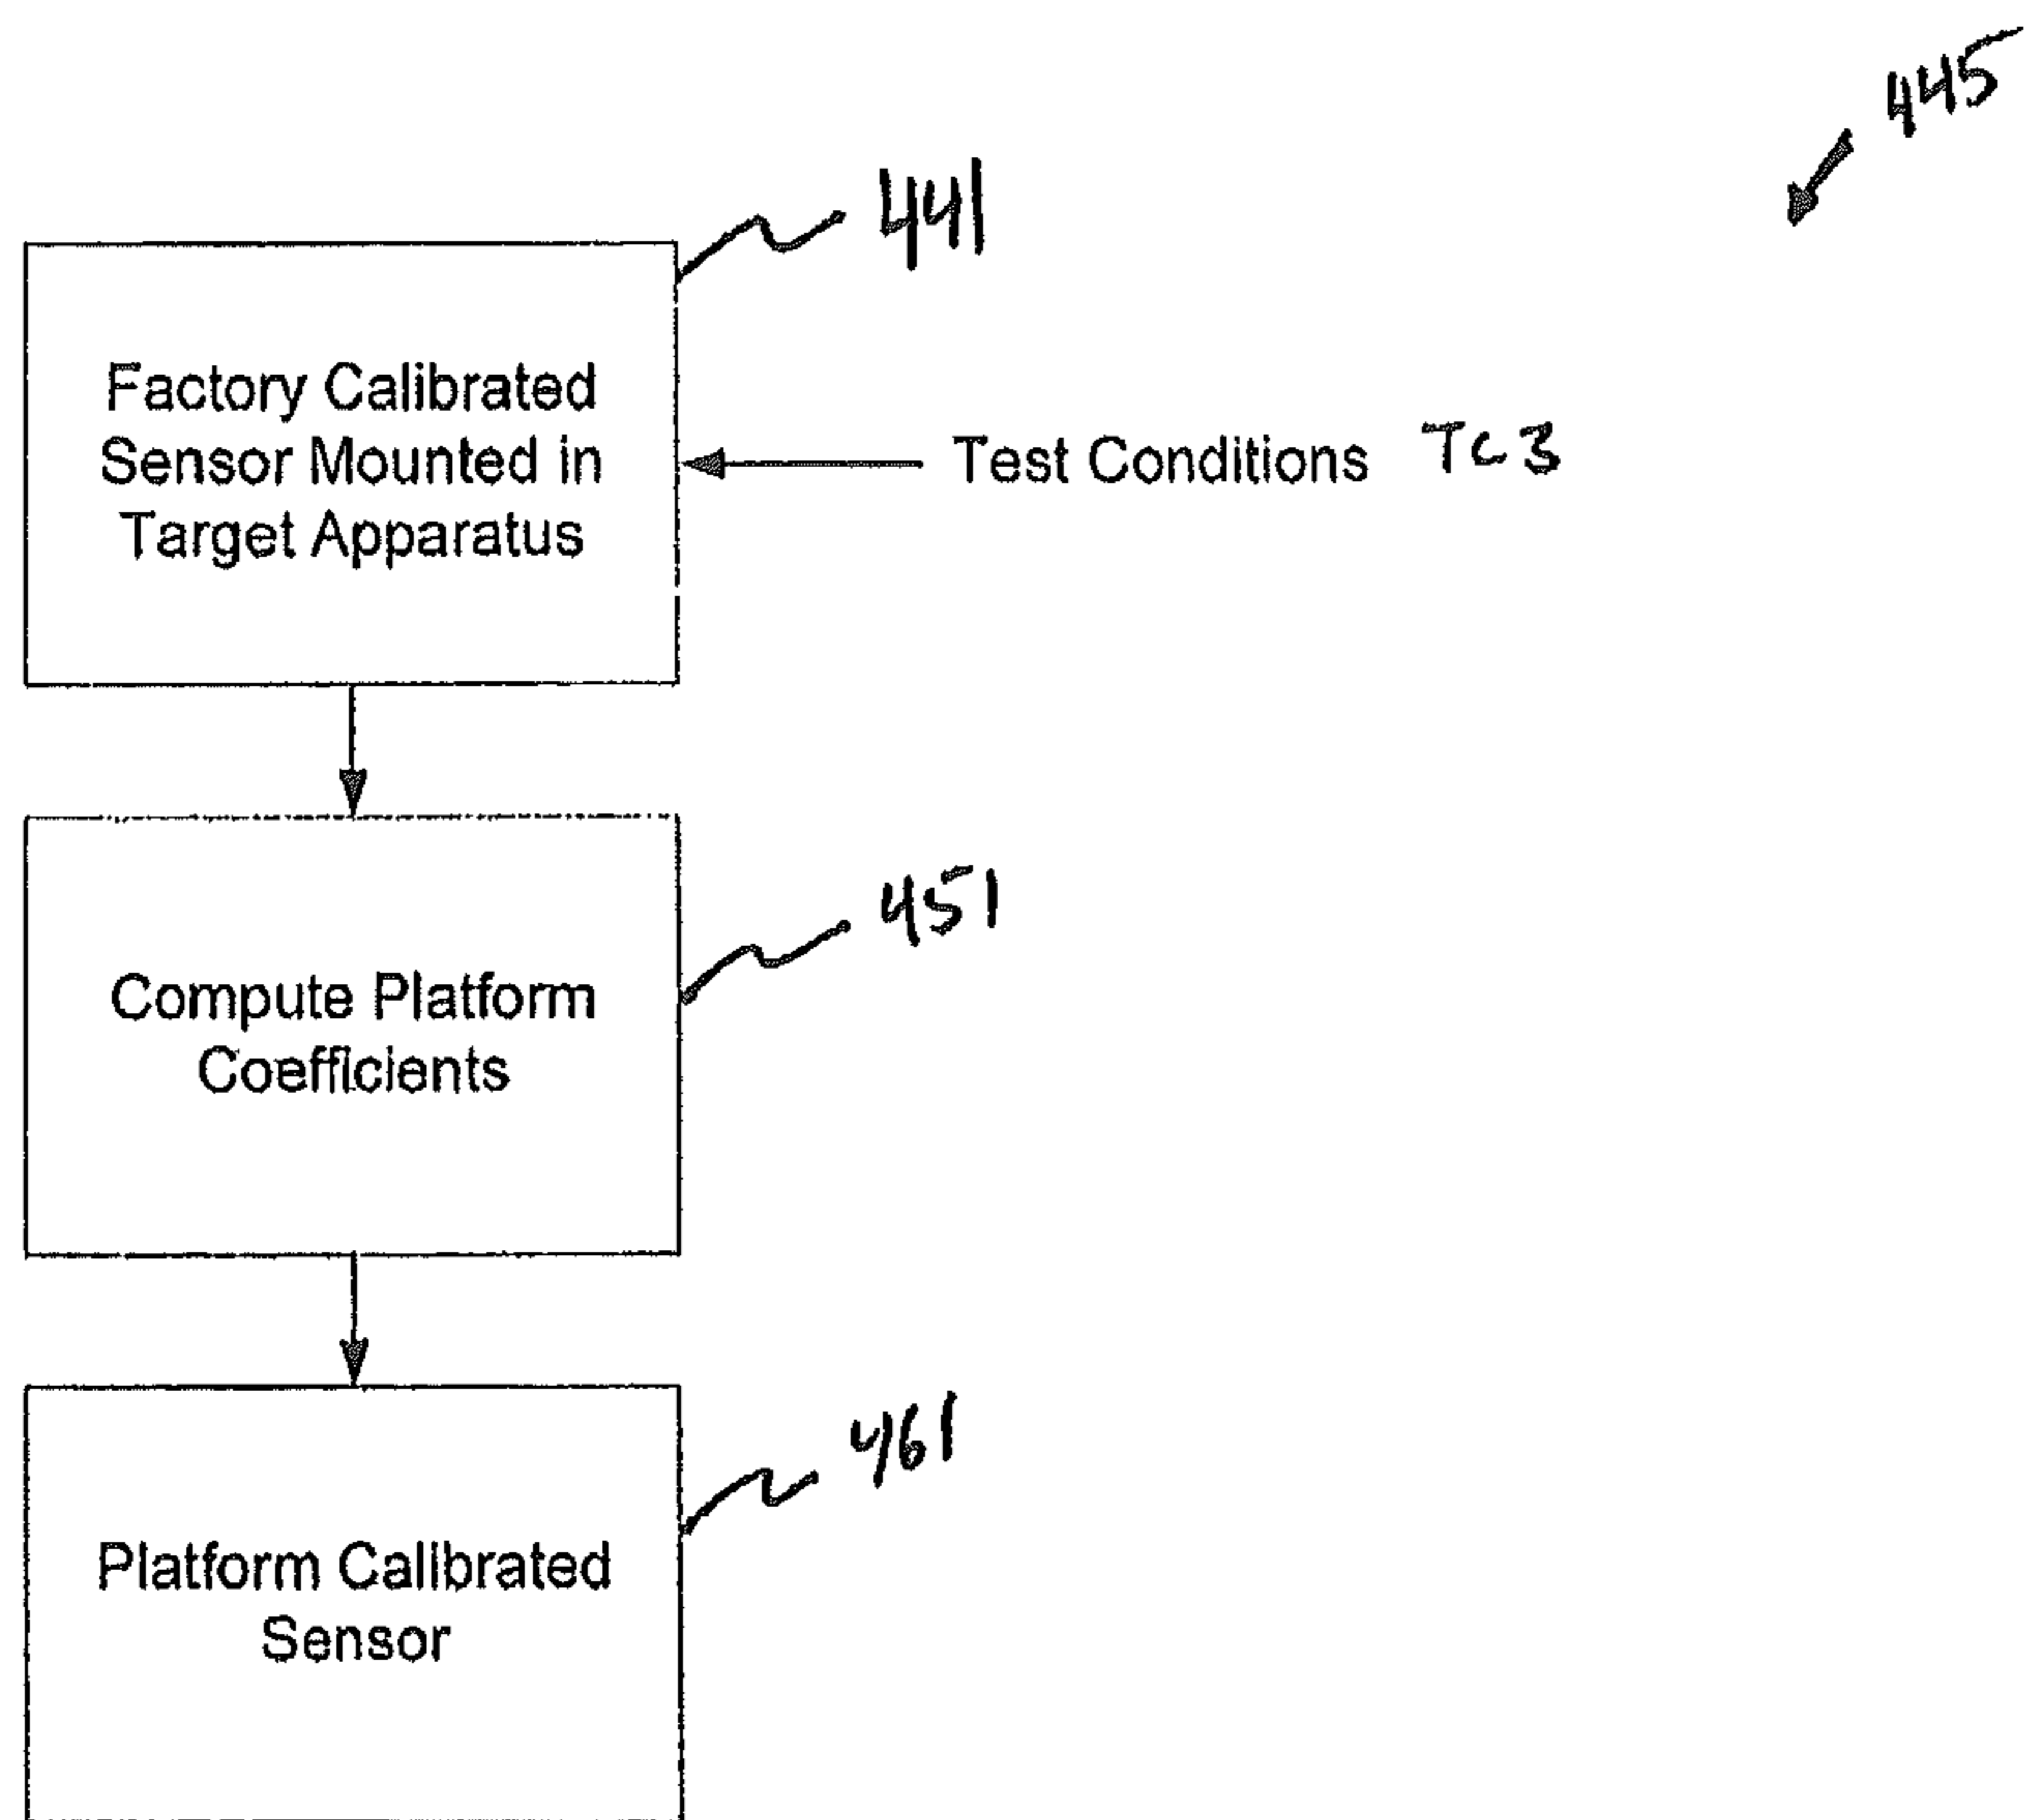 445
441
Factory Calibrated
Sensor Mounted in
Target Apparatus
Test Conditions TC3
451
Compute Platform
Coefficients
461
Platform Calibrated
Sensor